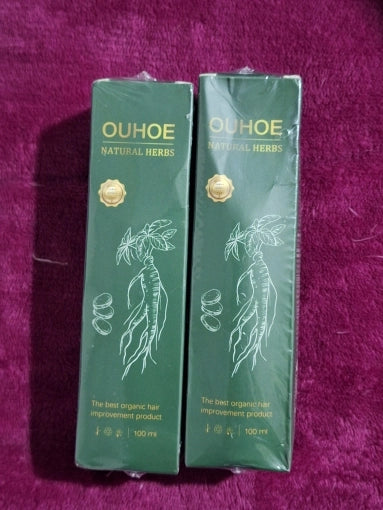 OUHOE
NATURAL HERBS
The best organic hair
improvement product
100 ml
OUHOE
NATURAL HERBS
The best organic hair
improvement product
100 ml